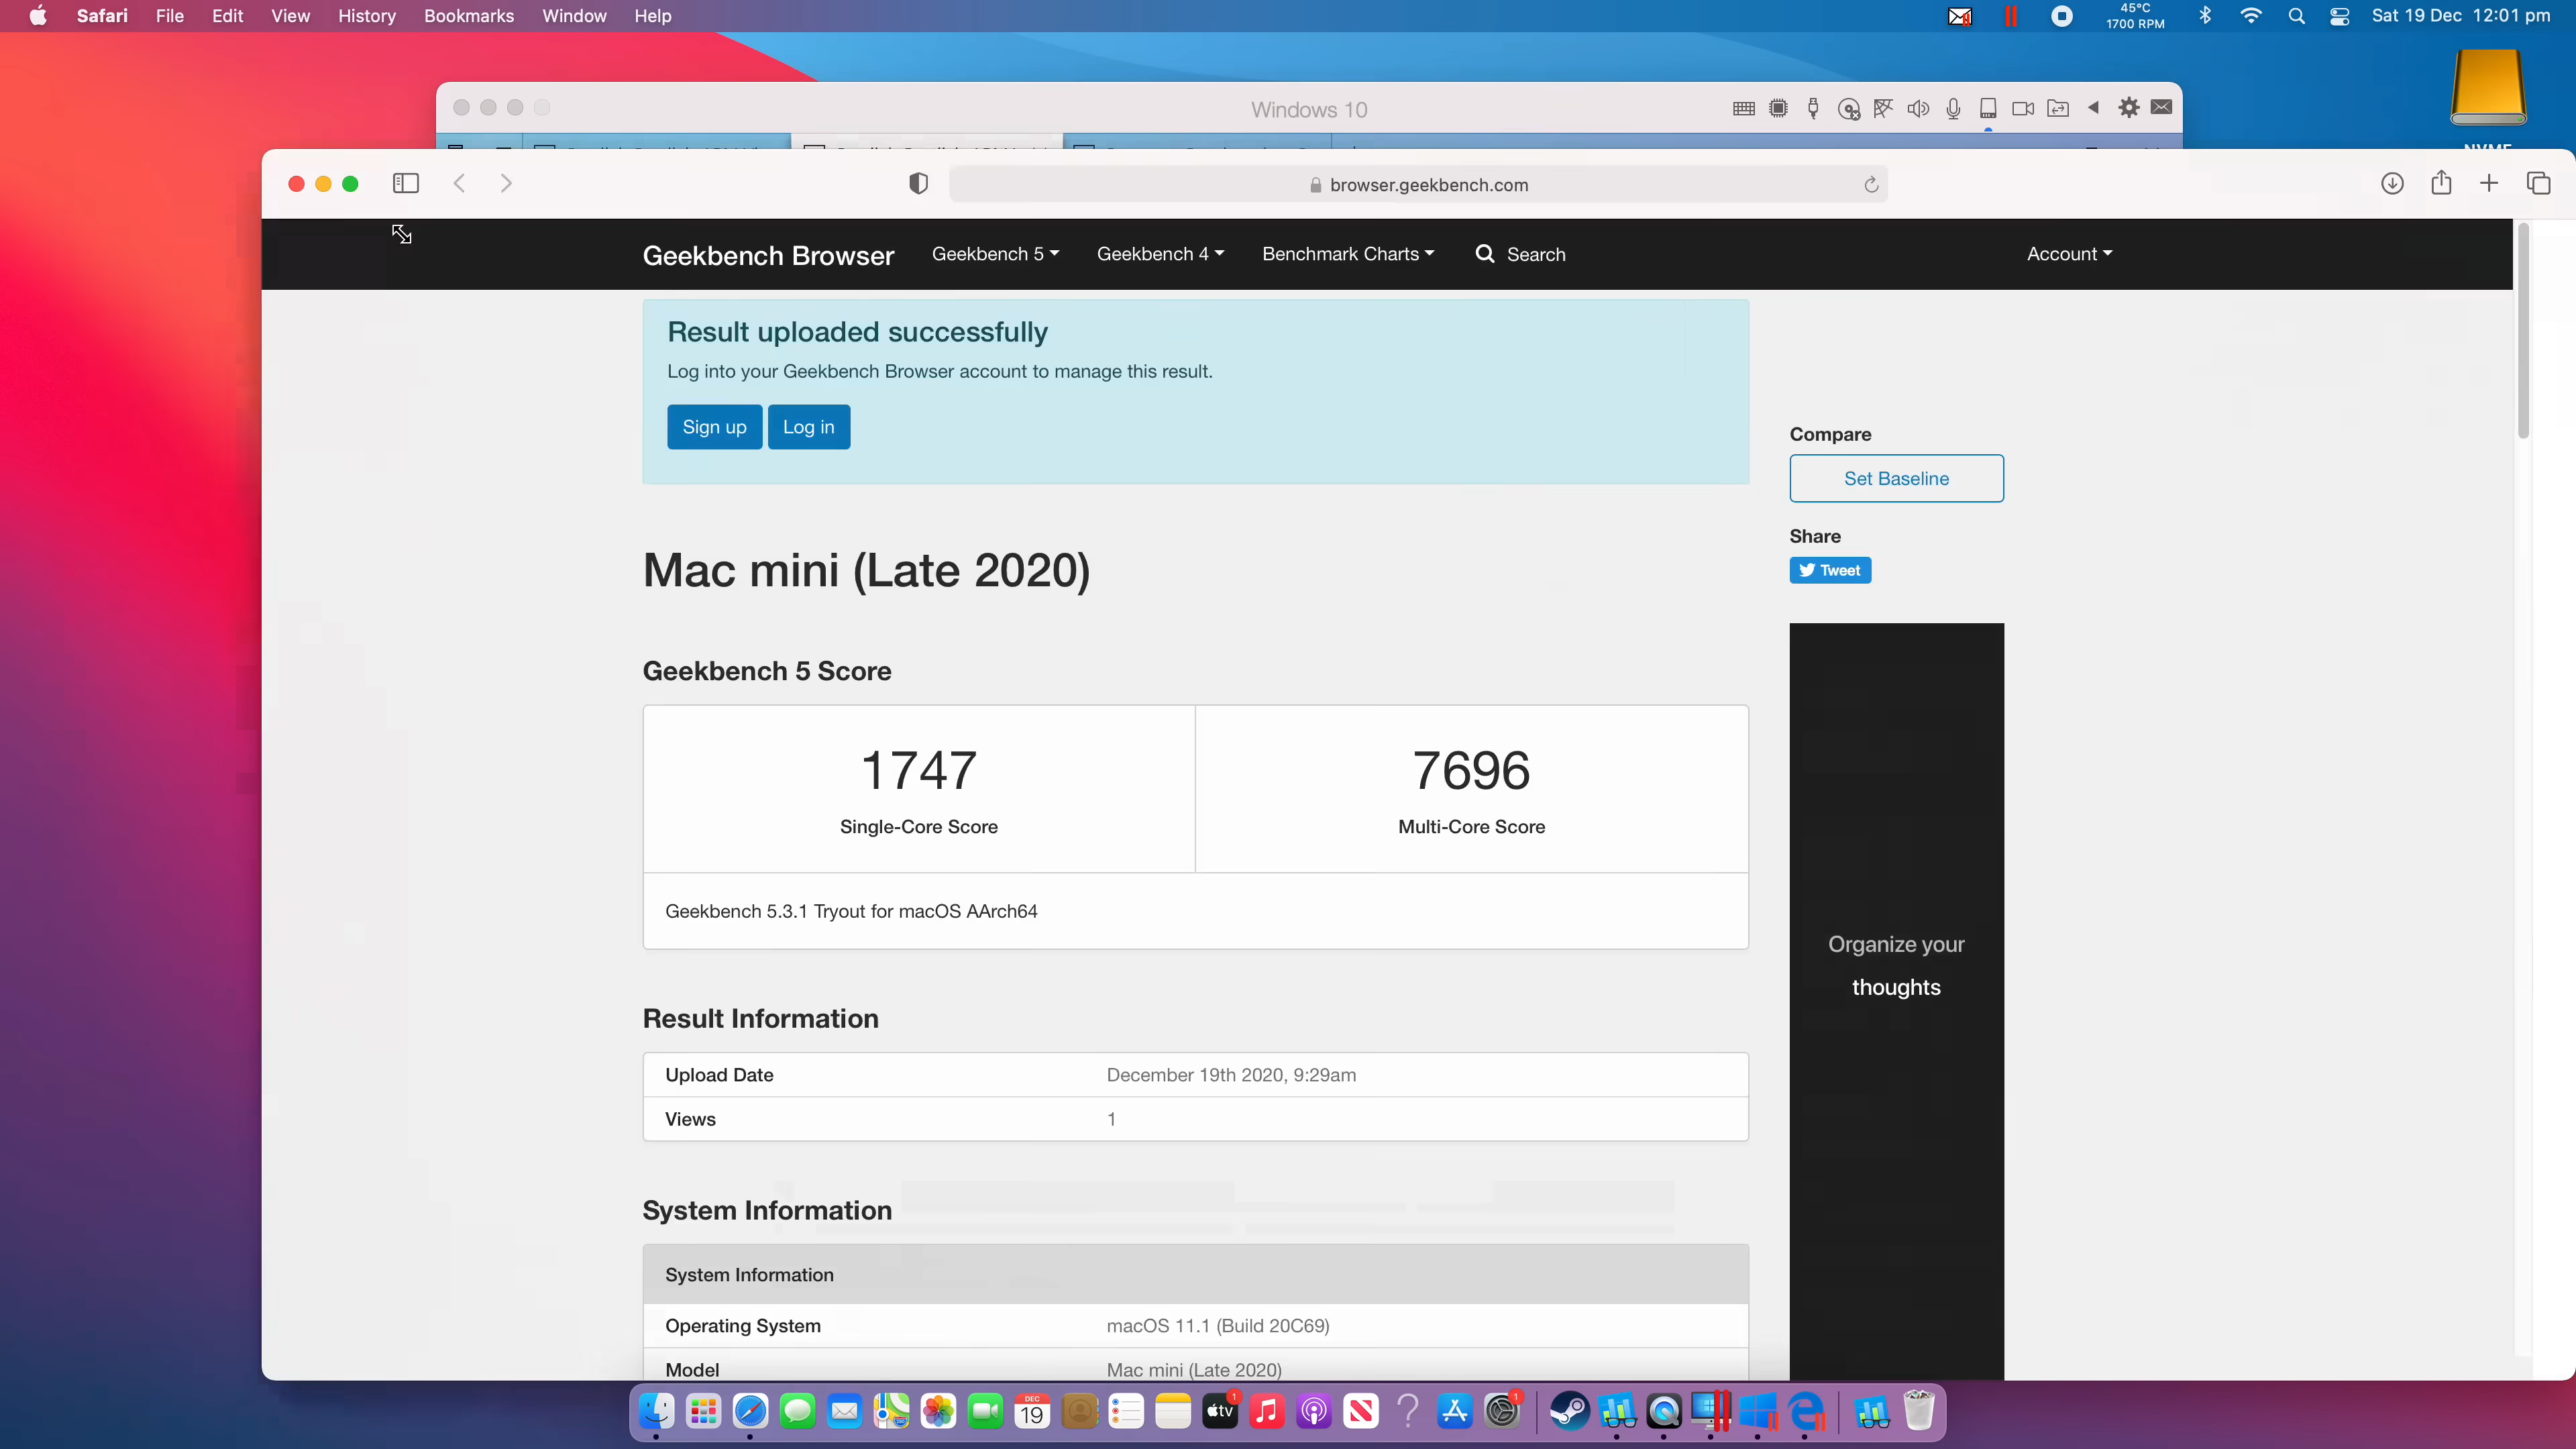 Safari File Edit View History Bookmarks Window Help
45°C
1700 RPM
Sat 19 Dec 12:01 pm
Windows 10
browser.geekbench.com
Geekbench Browser Geekbench 5 Geekbench 4 Benchmark Charts Search Account
Result uploaded successfully
Log into your Geekbench Browser account to manage this result.
Sign up Log in
Compare
Set Baseline
Share
Tweet
Mac mini (Late 2020)
Geekbench 5 Score
1747 7696
Single-Core Score Multi-Core Score
Geekbench 5.3.1 Tryout for macOS AArch64
Organize your
thoughts
Result Information
Upload Date December 19th 2020, 9:29am
Views 1
System Information
System Information
Operating System macOS 11.1 (Build 20C69)
Model Mac mini (Late 2020)
DEC
19
tv
1
1